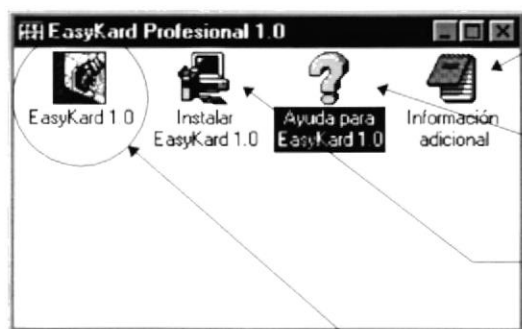 EasyKard Profesional 1.0
EasyKard 1.0
Instalar
EasyKard 1.0
Ayuda para
EasyKard 1.0
Información
adicional